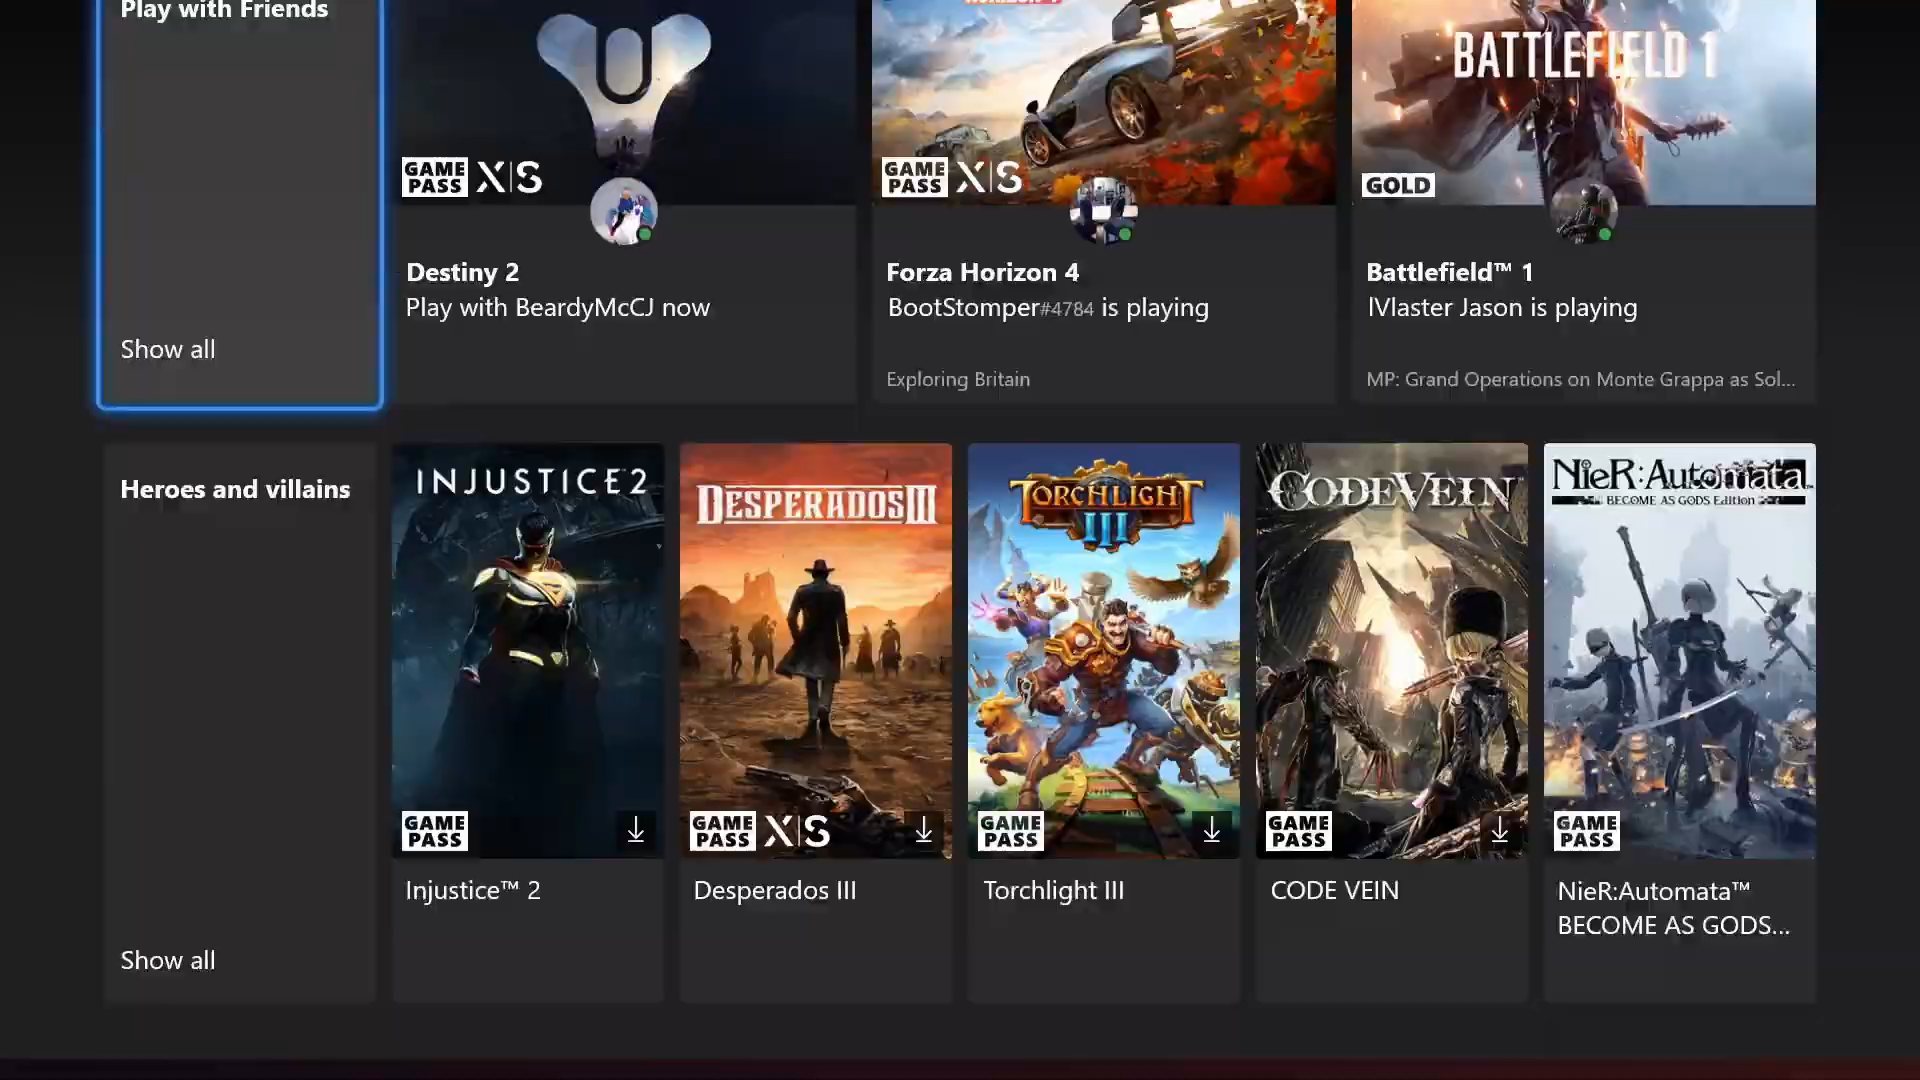 Play with Friends
Show all
GAME PASS X|S
Destiny 2
Play with BeardyMcCJ now
GAME PASS X|S
Forza Horizon 4
BootStomper#4784 is playing
Exploring Britain
BATTLEFIELD 1
GOLD
Battlefield™ 1
lVlaster Jason is playing
MP: Grand Operations on Monte Grappa as Sol...
Heroes and villains
Show all
INJUSTICE 2
GAME PASS
Injustice™ 2
DESPERADOS III
GAME PASS X|S
Desperados III
TORCHLIGHT
III
GAME PASS
Torchlight III
CODE VEIN
GAME PASS
CODE VEIN
NieR:Automata
BECOME AS GODS Edition
GAME PASS
NieR:Automata™
BECOME AS GODS...